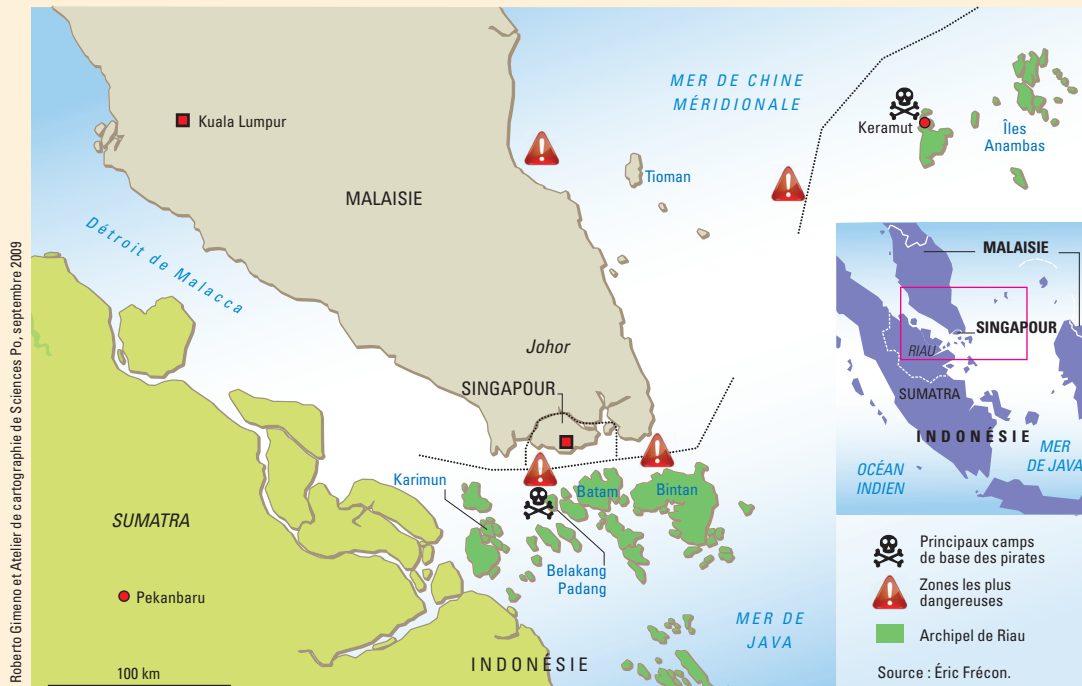 MER DE CHINE
MÉRIDIONALE
Kuala Lumpur
Keramut
Îles
Anambas
Tioman
MALAISIE
Détroit de Malacca
Johor
SINGAPOUR
Karimun
Batam
Bintan
SUMATRA
Belakang
Padang
Pekanbaru
MER DE
JAVA
INDONÉSIE
100 km
MALAISIE
SINGAPOUR
RIAU
SUMATRA
INDONÉSIE
MER
DE JAVA
OCÉAN
INDIEN
Principaux camps
de base des pirates
Zones les plus
dangereuses
Archipel de Riau
Source : Éric Frécon.
Roberto Gimeno et Atelier de cartographie de Sciences Po, septembre 2009